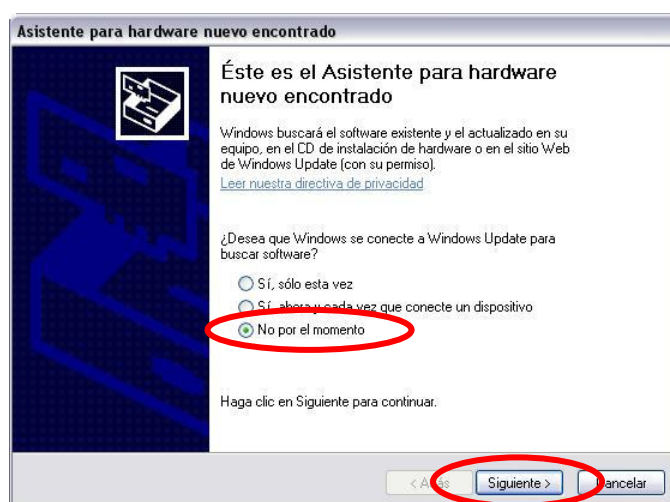 Asistente para hardware nuevo encontrado
Éste es el Asistente para hardware
nuevo encontrado
Windows buscará el software existente y el actualizado en su
equipo, en el CD de instalación de hardware o en el sitio Web
de Windows Update (con su permiso).
Leer nuestra directiva de privacidad
¿Desea que Windows se conecte a Windows Update para
buscar software?
Sí, sólo esta vez
Sí, ahora y cada vez que conecte un dispositivo
No por el momento
Haga clic en Siguiente para continuar.
< Atrás Siguiente > Cancelar